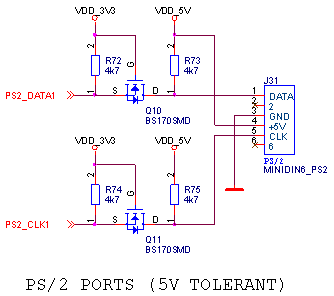 VDD_3V3 VDD_5V
2 R72 4k7 1
G
2 R73 4k7 1
PS2_DATA1 S D
Q10
BS170SMD
J31
1 DATA
2 2
3 GND
4 +5V
5 CLK
6 6
PS/2
MINIDIN6_PS2
VDD_3V3 VDD_5V
2 R74 4k7 1
G
2 R75 4k7 1
PS2_CLK1 S D
Q11
BS170SMD
PS/2 PORTS (5V TOLERANT)